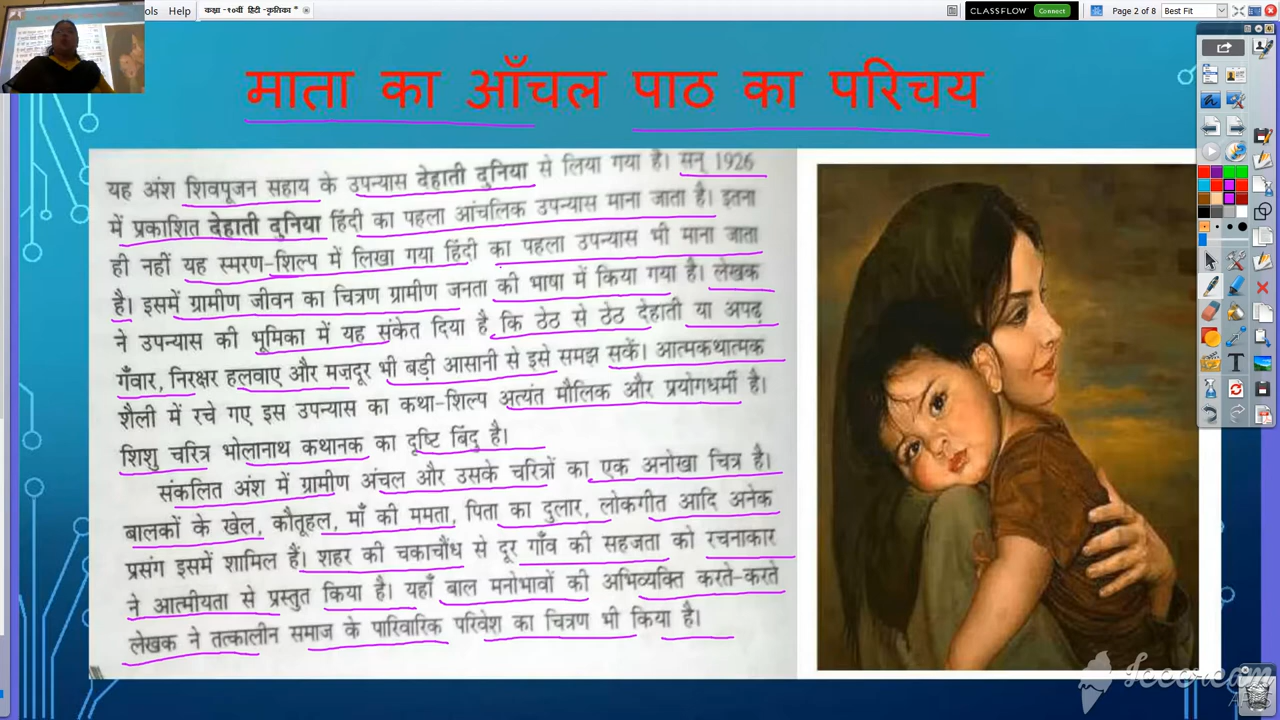 ols Help
कक्षा -१०वीं हिंदी -कृतिका *
CLASSFLOW Connect
Page 2 of 8
Best Fit
माता का आँचल पाठ का परिचय
यह अंश शिवपूजन सहाय के उपन्यास देहाती दुनिया से लिया गया है। सन् 1926
में प्रकाशित देहाती दुनिया हिंदी का पहला आंचलिक उपन्यास माना जाता है। इतना
ही नहीं यह स्मरण-शिल्प में लिखा गया हिंदी का पहला उपन्यास भी माना जाता
है। इसमें ग्रामीण जीवन का चित्रण ग्रामीण जनता की भाषा में किया गया है। लेखक
ने उपन्यास की भूमिका में यह संकेत दिया है कि ठेठ से ठेठ देहाती या अपढ़
गँवार, निरक्षर हलवाए और मजदूर भी बड़ी आसानी से इसे समझ सकें। आत्मकथात्मक
शैली में रचे गए इस उपन्यास का कथा-शिल्प अत्यंत मौलिक और प्रयोगधर्मी है।
शिशु चरित्र भोलानाथ कथानक का दृष्टि बिंदु है।
संकलित अंश में ग्रामीण अंचल और उसके चरित्रों का एक अनोखा चित्र है।
बालकों के खेल, कौतूहल, माँ की ममता, पिता का दुलार, लोकगीत आदि अनेक
प्रसंग इसमें शामिल हैं। शहर की चकाचौंध से दूर गाँव की सहजता को रचनाकार
ने आत्मीयता से प्रस्तुत किया है। यहाँ बाल मनोभावों की अभिव्यक्ति करते-करते
लेखक ने तत्कालीन समाज के पारिवारिक परिवेश का चित्रण भी किया है।
Icecream
APPS